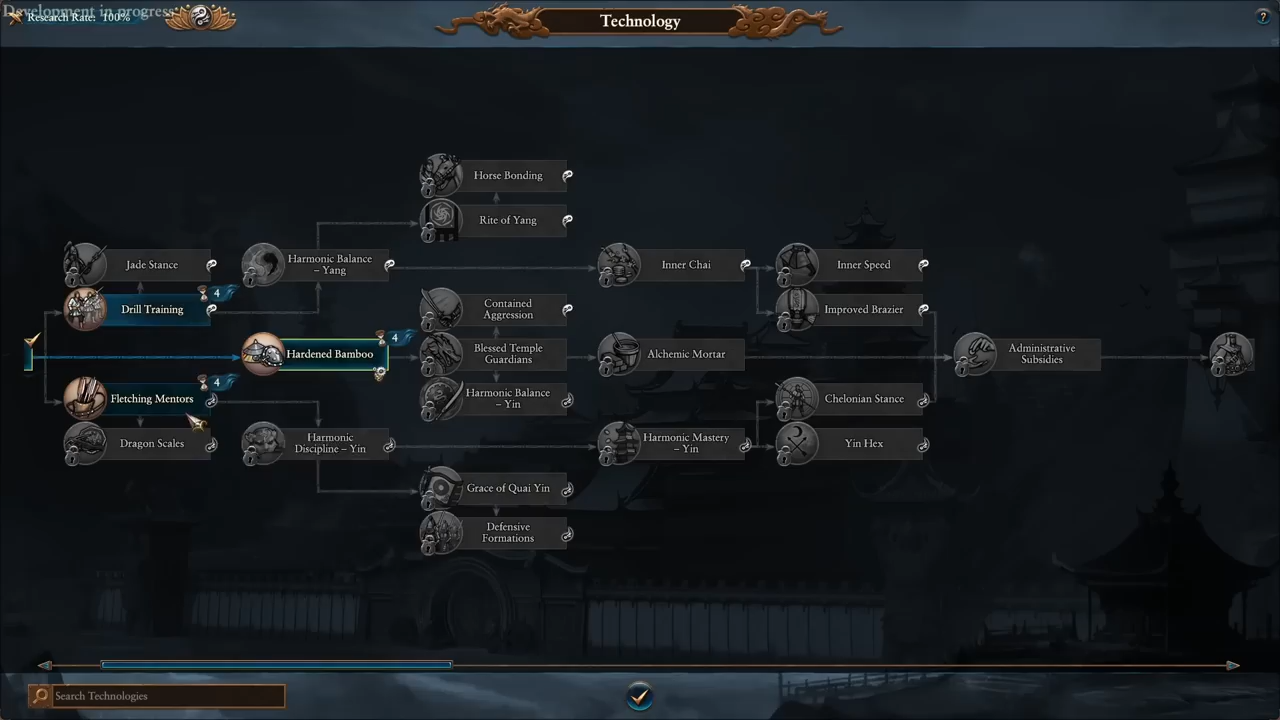 Development in progress
Research Rate: 100%
Technology
?
Horse Bonding
Rite of Yang
Jade Stance
Harmonic Balance
– Yang
Inner Chai
Inner Speed
4
Drill Training
Contained
Aggression
Improved Brazier
4
Hardened Bamboo
Blessed Temple
Guardians
Alchemic Mortar
Administrative
Subsidies
4
Fletching Mentors
Harmonic Balance
– Yin
Chelonian Stance
Dragon Scales
Harmonic
Discipline – Yin
Harmonic Mastery
– Yin
Yin Hex
Grace of Quai Yin
Defensive
Formations
Search Technologies